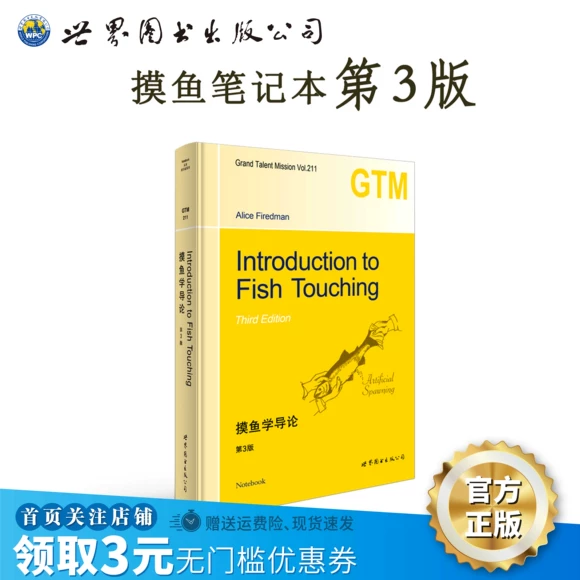 WPC
世界图书出版公司
摸鱼笔记本第3版
Grand Talent Mission Vol.211
GTM
Alice Firedman
Introduction to
Fish Touching
Third Edition
Artificial
Spawning
摸鱼学导论
第3版
Notebook
世界图书出版公司
GTM
211
摸鱼学导论
第3版
Introduction to
Fish Touching
官方
正版
首页关注店铺
赠送运费险、现货速发
领取3元无门槛优惠券